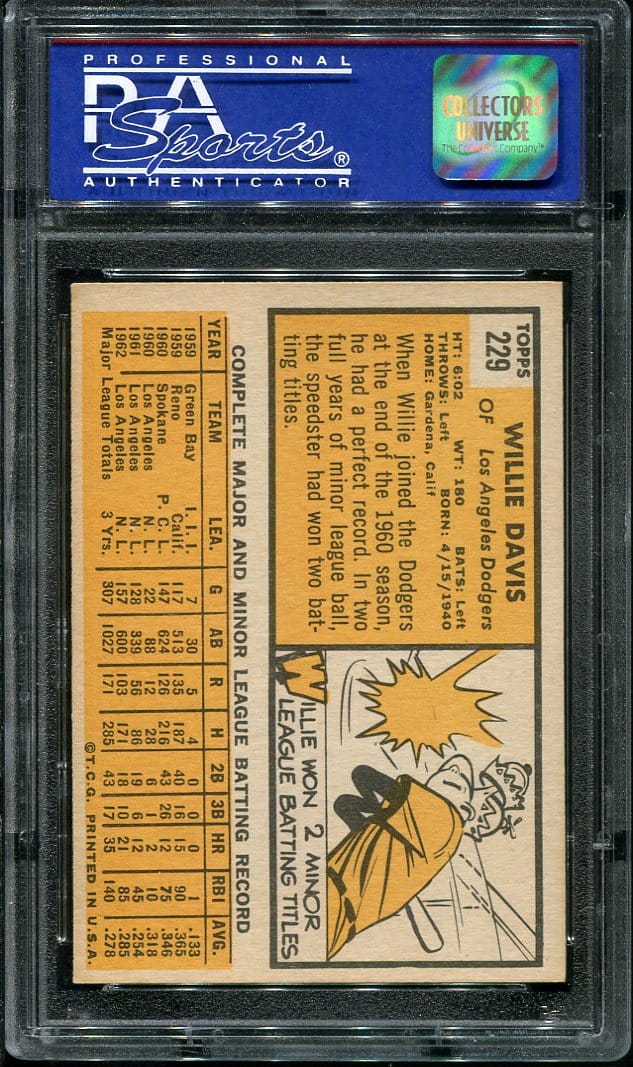 PROFESSIONAL
PSA
Sports®
AUTHENTICATOR
COLLECTORS
UNIVERSE
The Collectors Company™
TOPPS
229
WILLIE DAVIS
OF Los Angeles Dodgers
HT: 6:02 WT: 180 BATS: Left
THROWS: Left BORN: 4/15/1940
HOME: Gardena, Calif
When Willie joined the Dodgers
at the end of the 1960 season,
he had a perfect record. In two
full years of minor league ball,
the speedster had won two bat-
ting titles.
WILLIE WON 2 MINOR
LEAGUE BATTING TITLES
COMPLETE MAJOR AND MINOR LEAGUE BATTING RECORD
YEAR TEAM LEA. G AB R H 2B 3B HR RBI AVG.
1959 Green Bay I. I. I. 7 30 5 4 0 0 0 1 .133
1959 Reno Calif. 117 513 135 187 40 16 15 90 .365
1960 Spokane P. C. L. 147 624 126 216 43 26 12 75 .346
1960 Los Angeles N. L. 22 88 12 28 6 1 2 10 .318
1961 Los Angeles N. L. 128 339 56 86 19 6 12 45 .254
1962 Los Angeles N. L. 157 600 103 171 18 10 21 85 .285
Major League Totals 3 Yrs. 307 1027 171 285 43 17 35 140 .278
©T.C.G. PRINTED IN U.S.A.